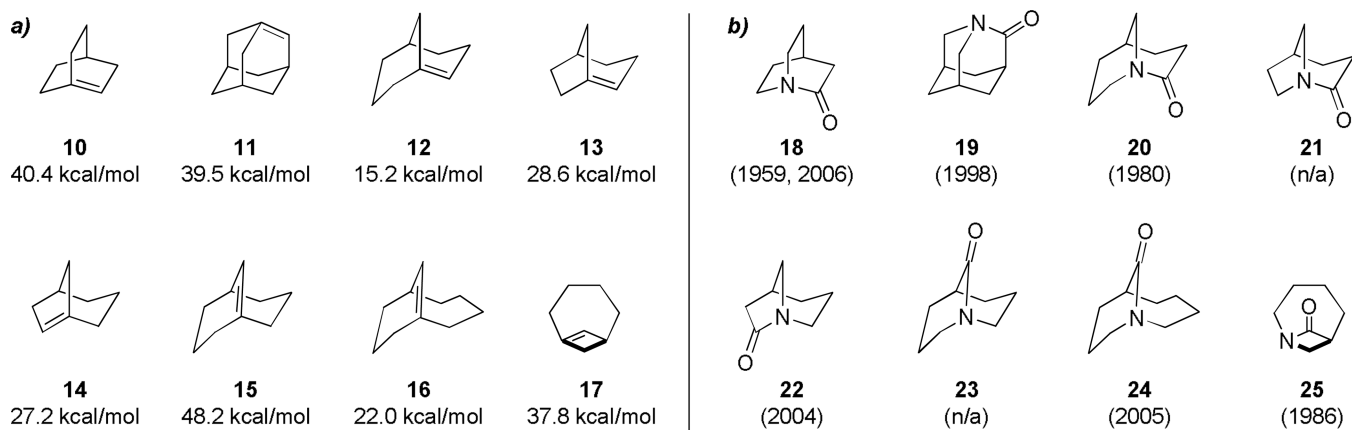 a)
b)
N
O
N
O
N
O
N
O
10
11
12
13
18
19
20
21
40.4 kcal/mol
39.5 kcal/mol
15.2 kcal/mol
28.6 kcal/mol
(1959, 2006)
(1998)
(1980)
(n/a)
O
N
O
N
O
N
O
N
14
15
16
17
22
23
24
25
27.2 kcal/mol
48.2 kcal/mol
22.0 kcal/mol
37.8 kcal/mol
(2004)
(n/a)
(2005)
(1986)